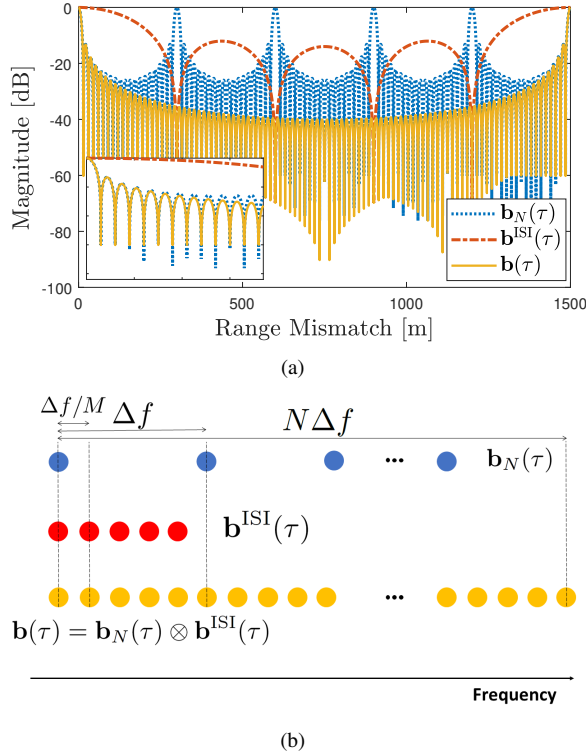 0
-20
-40
-60
-80
-100
Magnitude [dB]
0 500 1000 1500
Range Mismatch [m]
b_N(τ)
b^ISI(τ)
b(τ)
(a)
Δf/M
Δf
NΔf
... b_N(τ)
b^ISI(τ)
...
b(τ) = b_N(τ) ⊗ b^ISI(τ)
Frequency
(b)